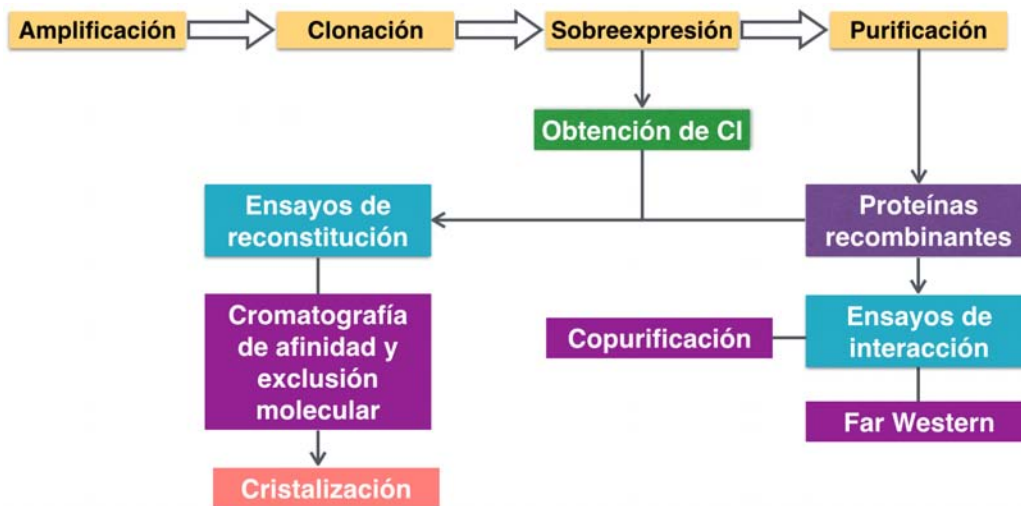 Amplificación
Clonación
Sobreexpresión
Purificación
Obtención de CI
Ensayos de
reconstitución
Proteínas
recombinantes
Cromatografía
de afinidad y
exclusión
molecular
Copurificación
Ensayos de
interacción
Far Western
Cristalización